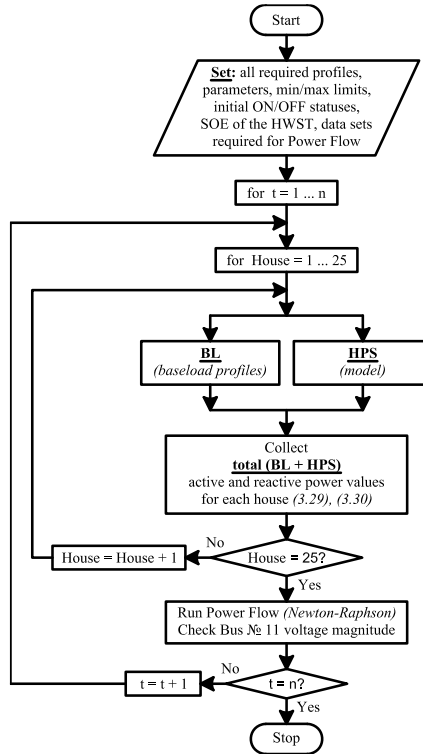 Start
Set: all required profiles,
parameters, min/max limits,
initial ON/OFF statuses,
SOE of the HWST, data sets
required for Power Flow
for t = 1 ... n
for House = 1 ... 25
BL
(baseload profiles)
HPS
(model)
Collect
total (BL + HPS)
active and reactive power values
for each house (3.29), (3.30)
No
House = House + 1
House = 25?
Yes
Run Power Flow (Newton-Raphson)
Check Bus № 11 voltage magnitude
No
t = t + 1
t = n?
Yes
Stop